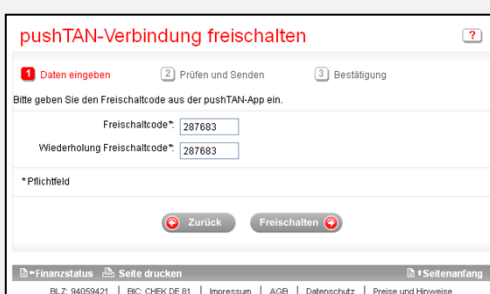 pushTAN-Verbindung freischalten ?
1 Daten eingeben 2 Prüfen und Senden 3 Bestätigung
Bitte geben Sie den Freischaltcode aus der pushTAN-App ein.
Freischaltcode*: 287683
Wiederholung Freischaltcode*: 287683
* Pflichtfeld
Zurück Freischalten
Finanzstatus Seite drucken Seitenanfang
BLZ: 94059421 | BIC: CHEK DE 81 | Impressum | AGB | Datenschutz | Preise und Hinweise